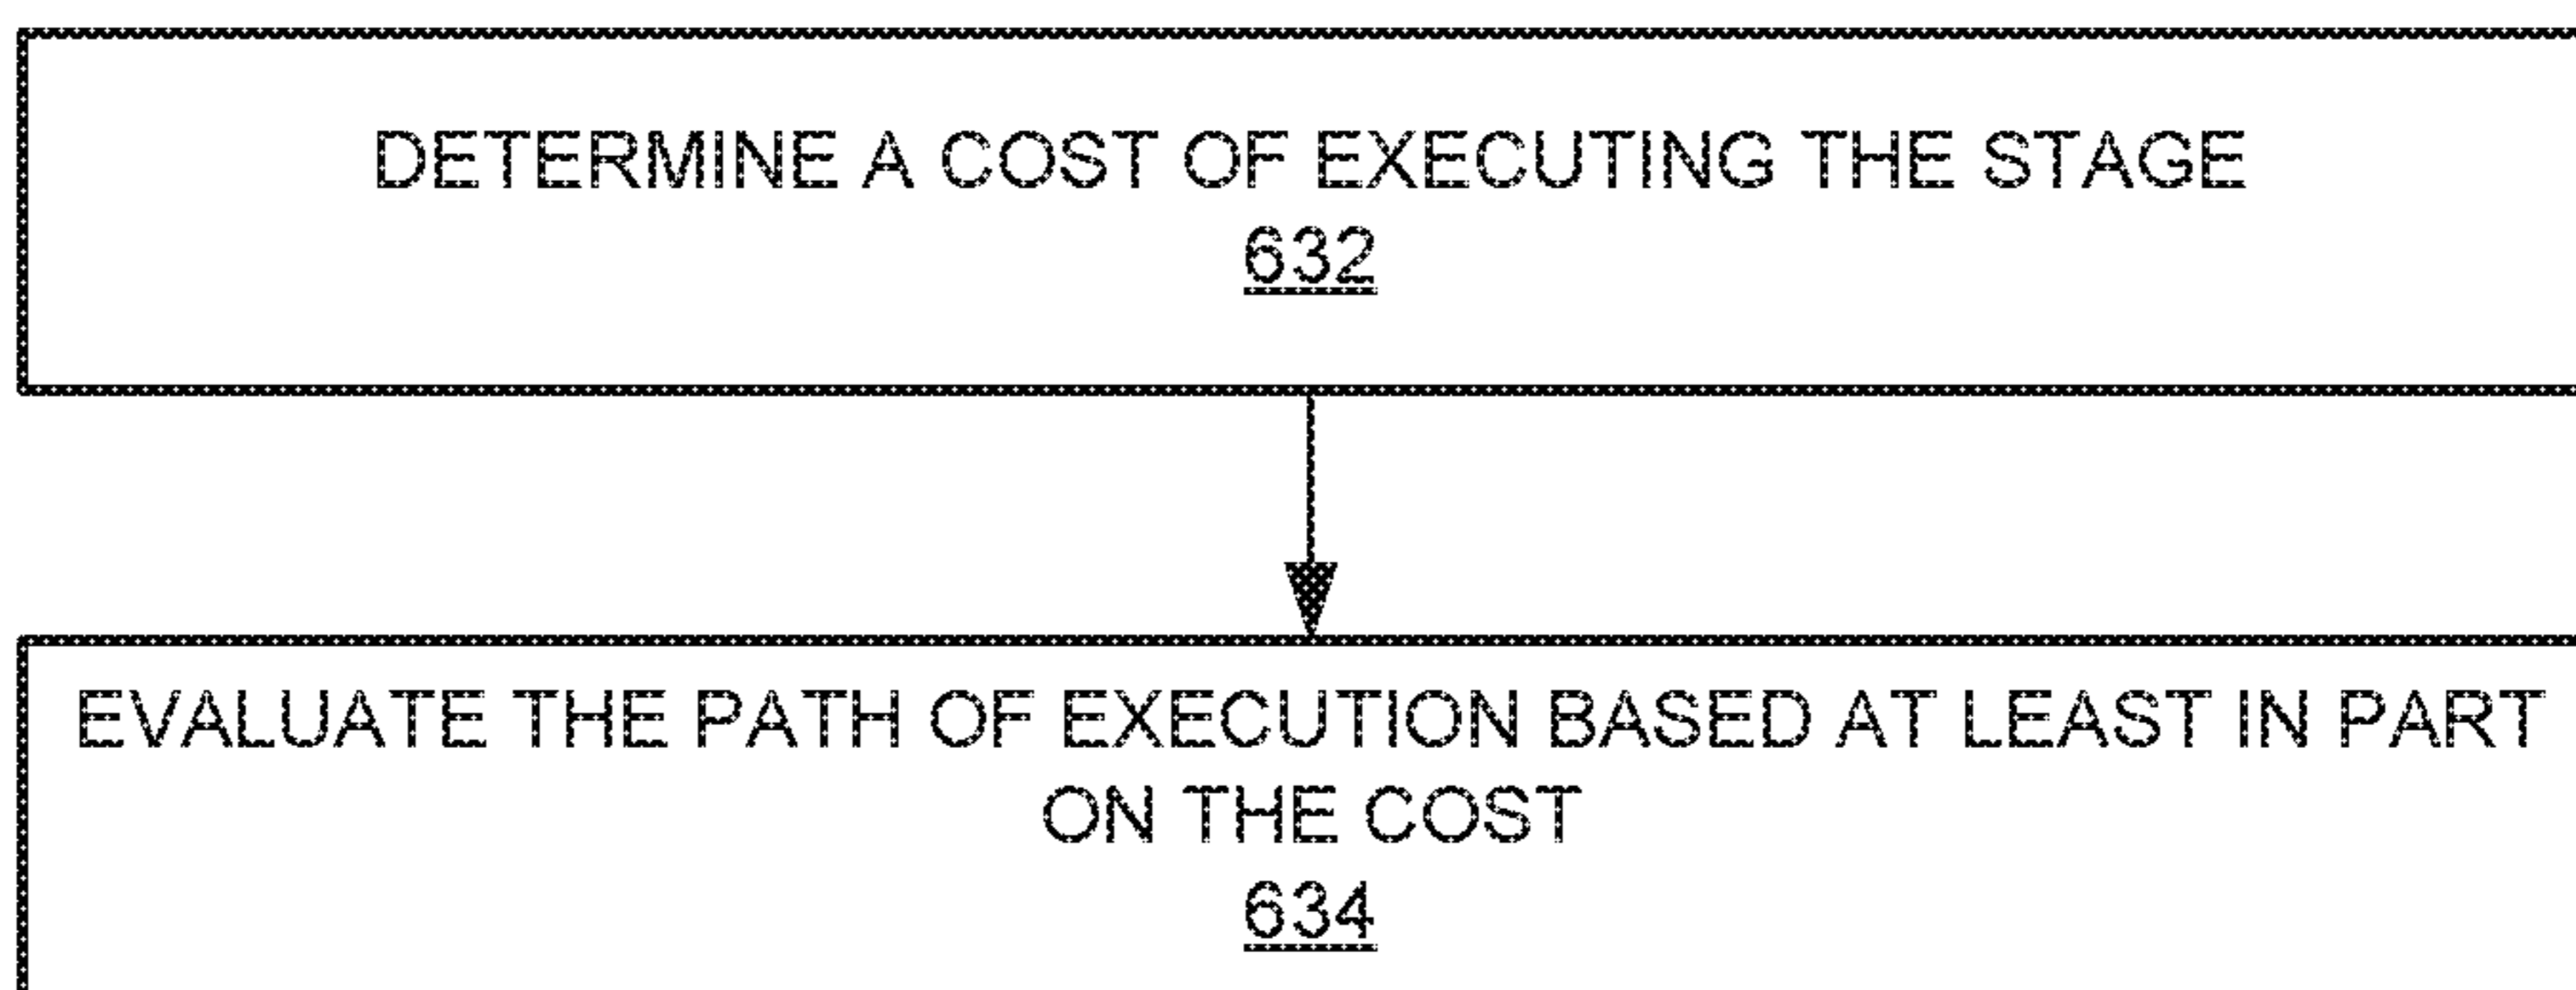 DETERMINE A COST OF EXECUTING THE STAGE
632
EVALUATE THE PATH OF EXECUTION BASED AT LEAST IN PART
ON THE COST
634